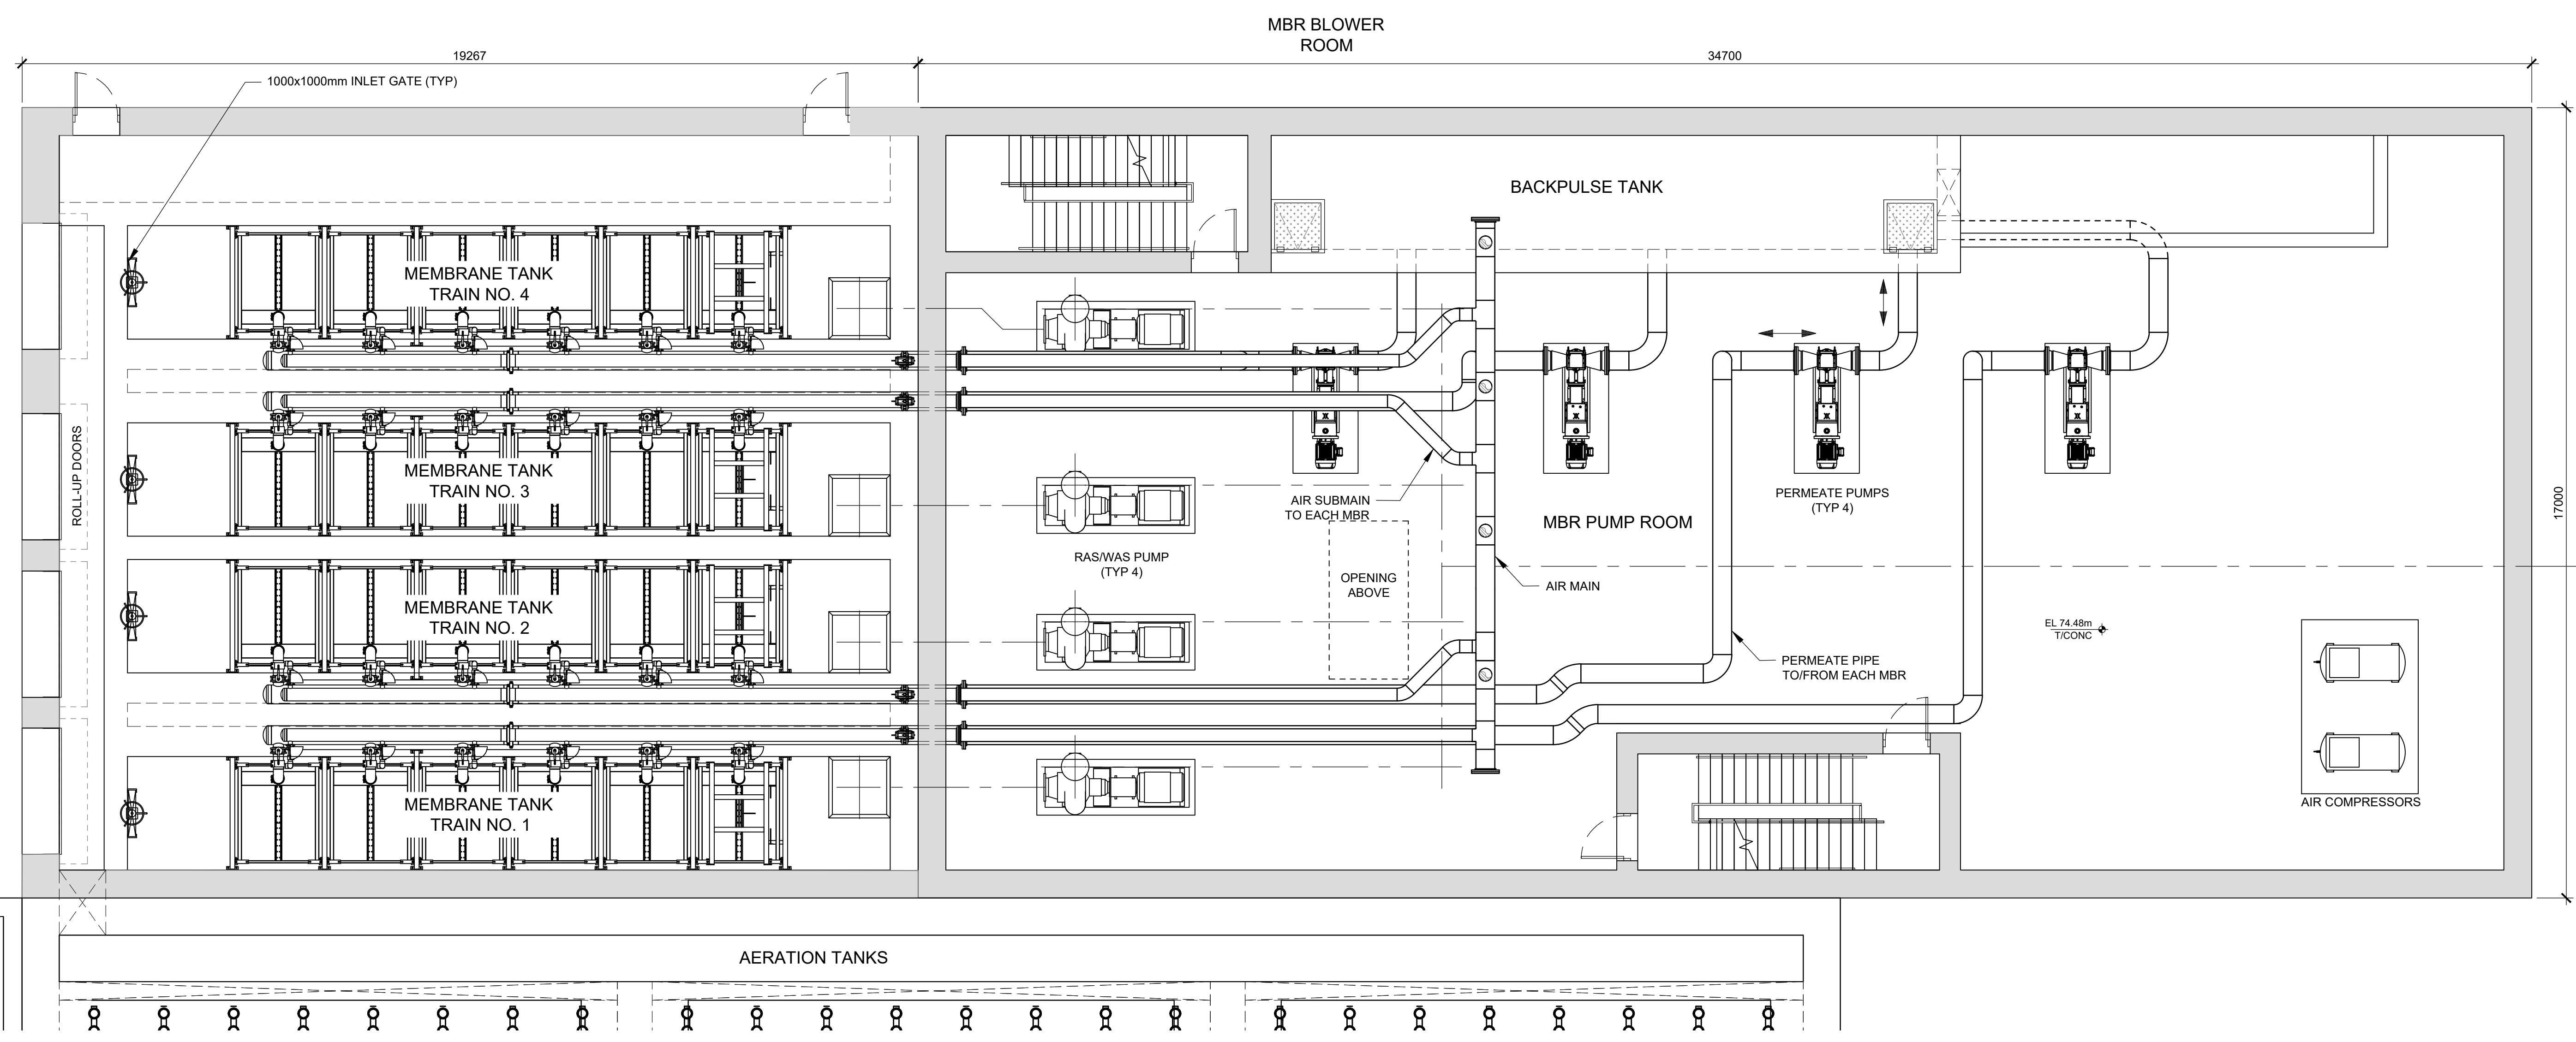 MBR BLOWER
ROOM
19267
34700
1000x1000mm INLET GATE (TYP)
BACKPULSE TANK
MEMBRANE TANK
TRAIN NO. 4
ROLL-UP DOORS
MEMBRANE TANK
TRAIN NO. 3
AIR SUBMAIN
TO EACH MBR
PERMEATE PUMPS
(TYP 4)
MBR PUMP ROOM
17000
RAS/WAS PUMP
(TYP 4)
OPENING
ABOVE
AIR MAIN
MEMBRANE TANK
TRAIN NO. 2
EL 74.48m
T/CONC
PERMEATE PIPE
TO/FROM EACH MBR
MEMBRANE TANK
TRAIN NO. 1
AIR COMPRESSORS
AERATION TANKS